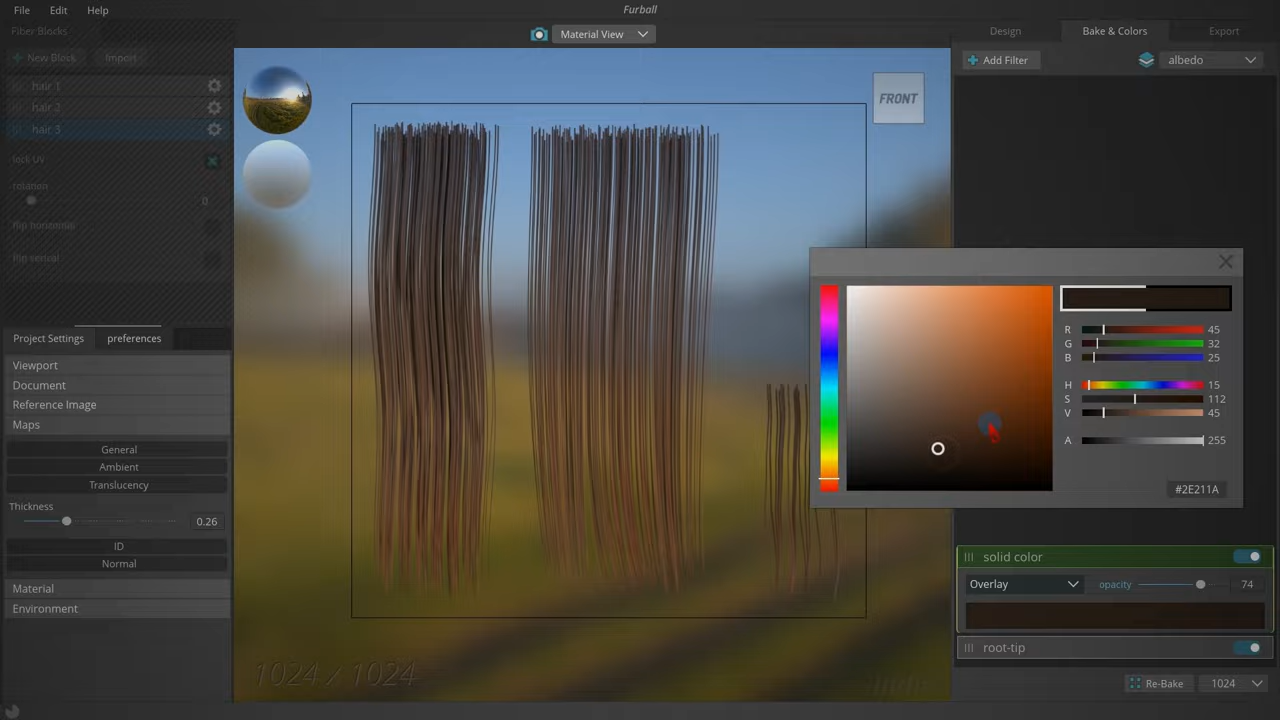 File Edit Help
Furball
Fiber Blocks
Material View
Design Bake & Colors Export
New Block Import
Add Filter
albedo
hair 1
hair 2
hair 3
FRONT
lock UV
rotation
0
flip horizontal
flip vertical
Project Settings preferences
Viewport
Document
Reference Image
Maps
General
Ambient
Translucency
Thickness
0.26
ID
Normal
Material
Environment
R 45
G 32
B 25
H 15
S 112
V 45
A 255
#2E211A
solid color
Overlay opacity 74
root-tip
1024 / 1024
Re-Bake 1024